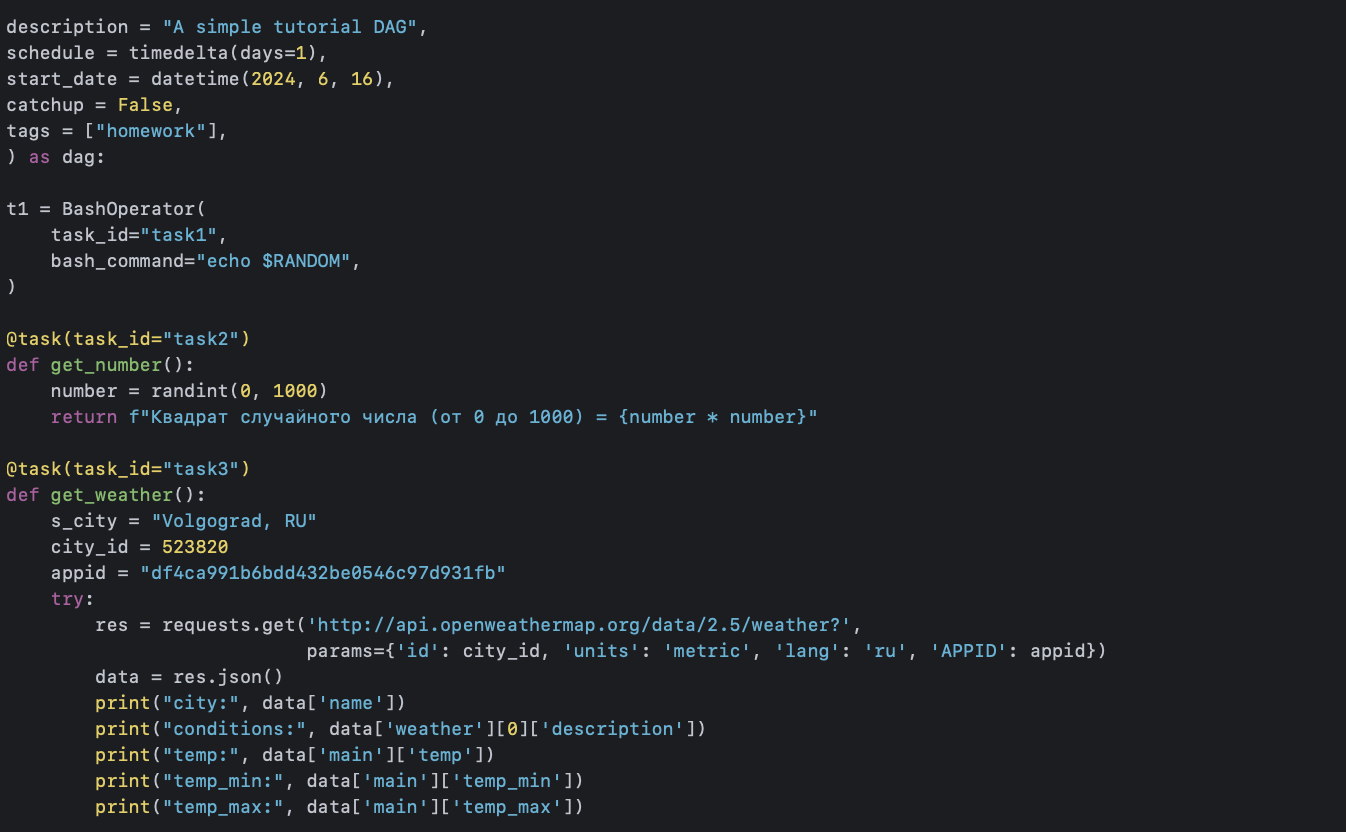 description = "A simple tutorial DAG",
schedule = timedelta(days=1),
start_date = datetime(2024, 6, 16),
catchup = False,
tags = ["homework"],
) as dag:

t1 = BashOperator(
    task_id="task1",
    bash_command="echo $RANDOM",
)

@task(task_id="task2")
def get_number():
    number = randint(0, 1000)
    return f"Квадрат случайного числа (от 0 до 1000) = {number * number}"

@task(task_id="task3")
def get_weather():
    s_city = "Volgograd, RU"
    city_id = 523820
    appid = "df4ca991b6bdd432be0546c97d931fb"
    try:
        res = requests.get('http://api.openweathermap.org/data/2.5/weather?',
                           params={'id': city_id, 'units': 'metric', 'lang': 'ru', 'APPID': appid})
        data = res.json()
        print("city:", data['name'])
        print("conditions:", data['weather'][0]['description'])
        print("temp:", data['main']['temp'])
        print("temp_min:", data['main']['temp_min'])
        print("temp_max:", data['main']['temp_max'])